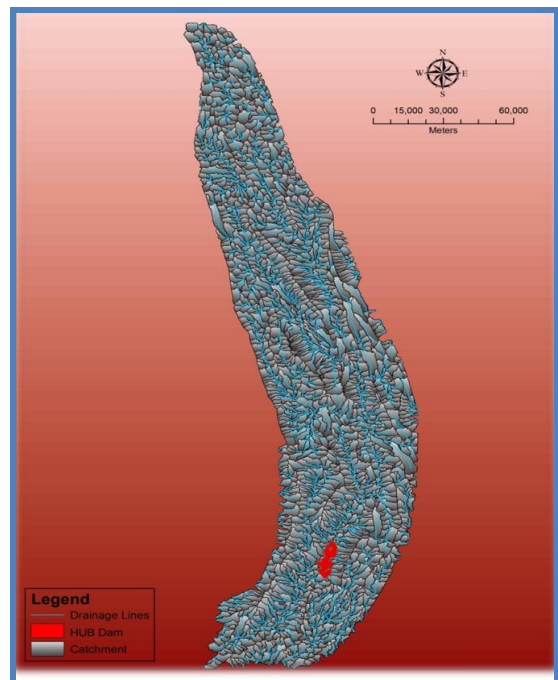 N
W E
S
0 15,000 30,000 60,000
Meters
Legend
Drainage Lines
HUB Dam
Catchment